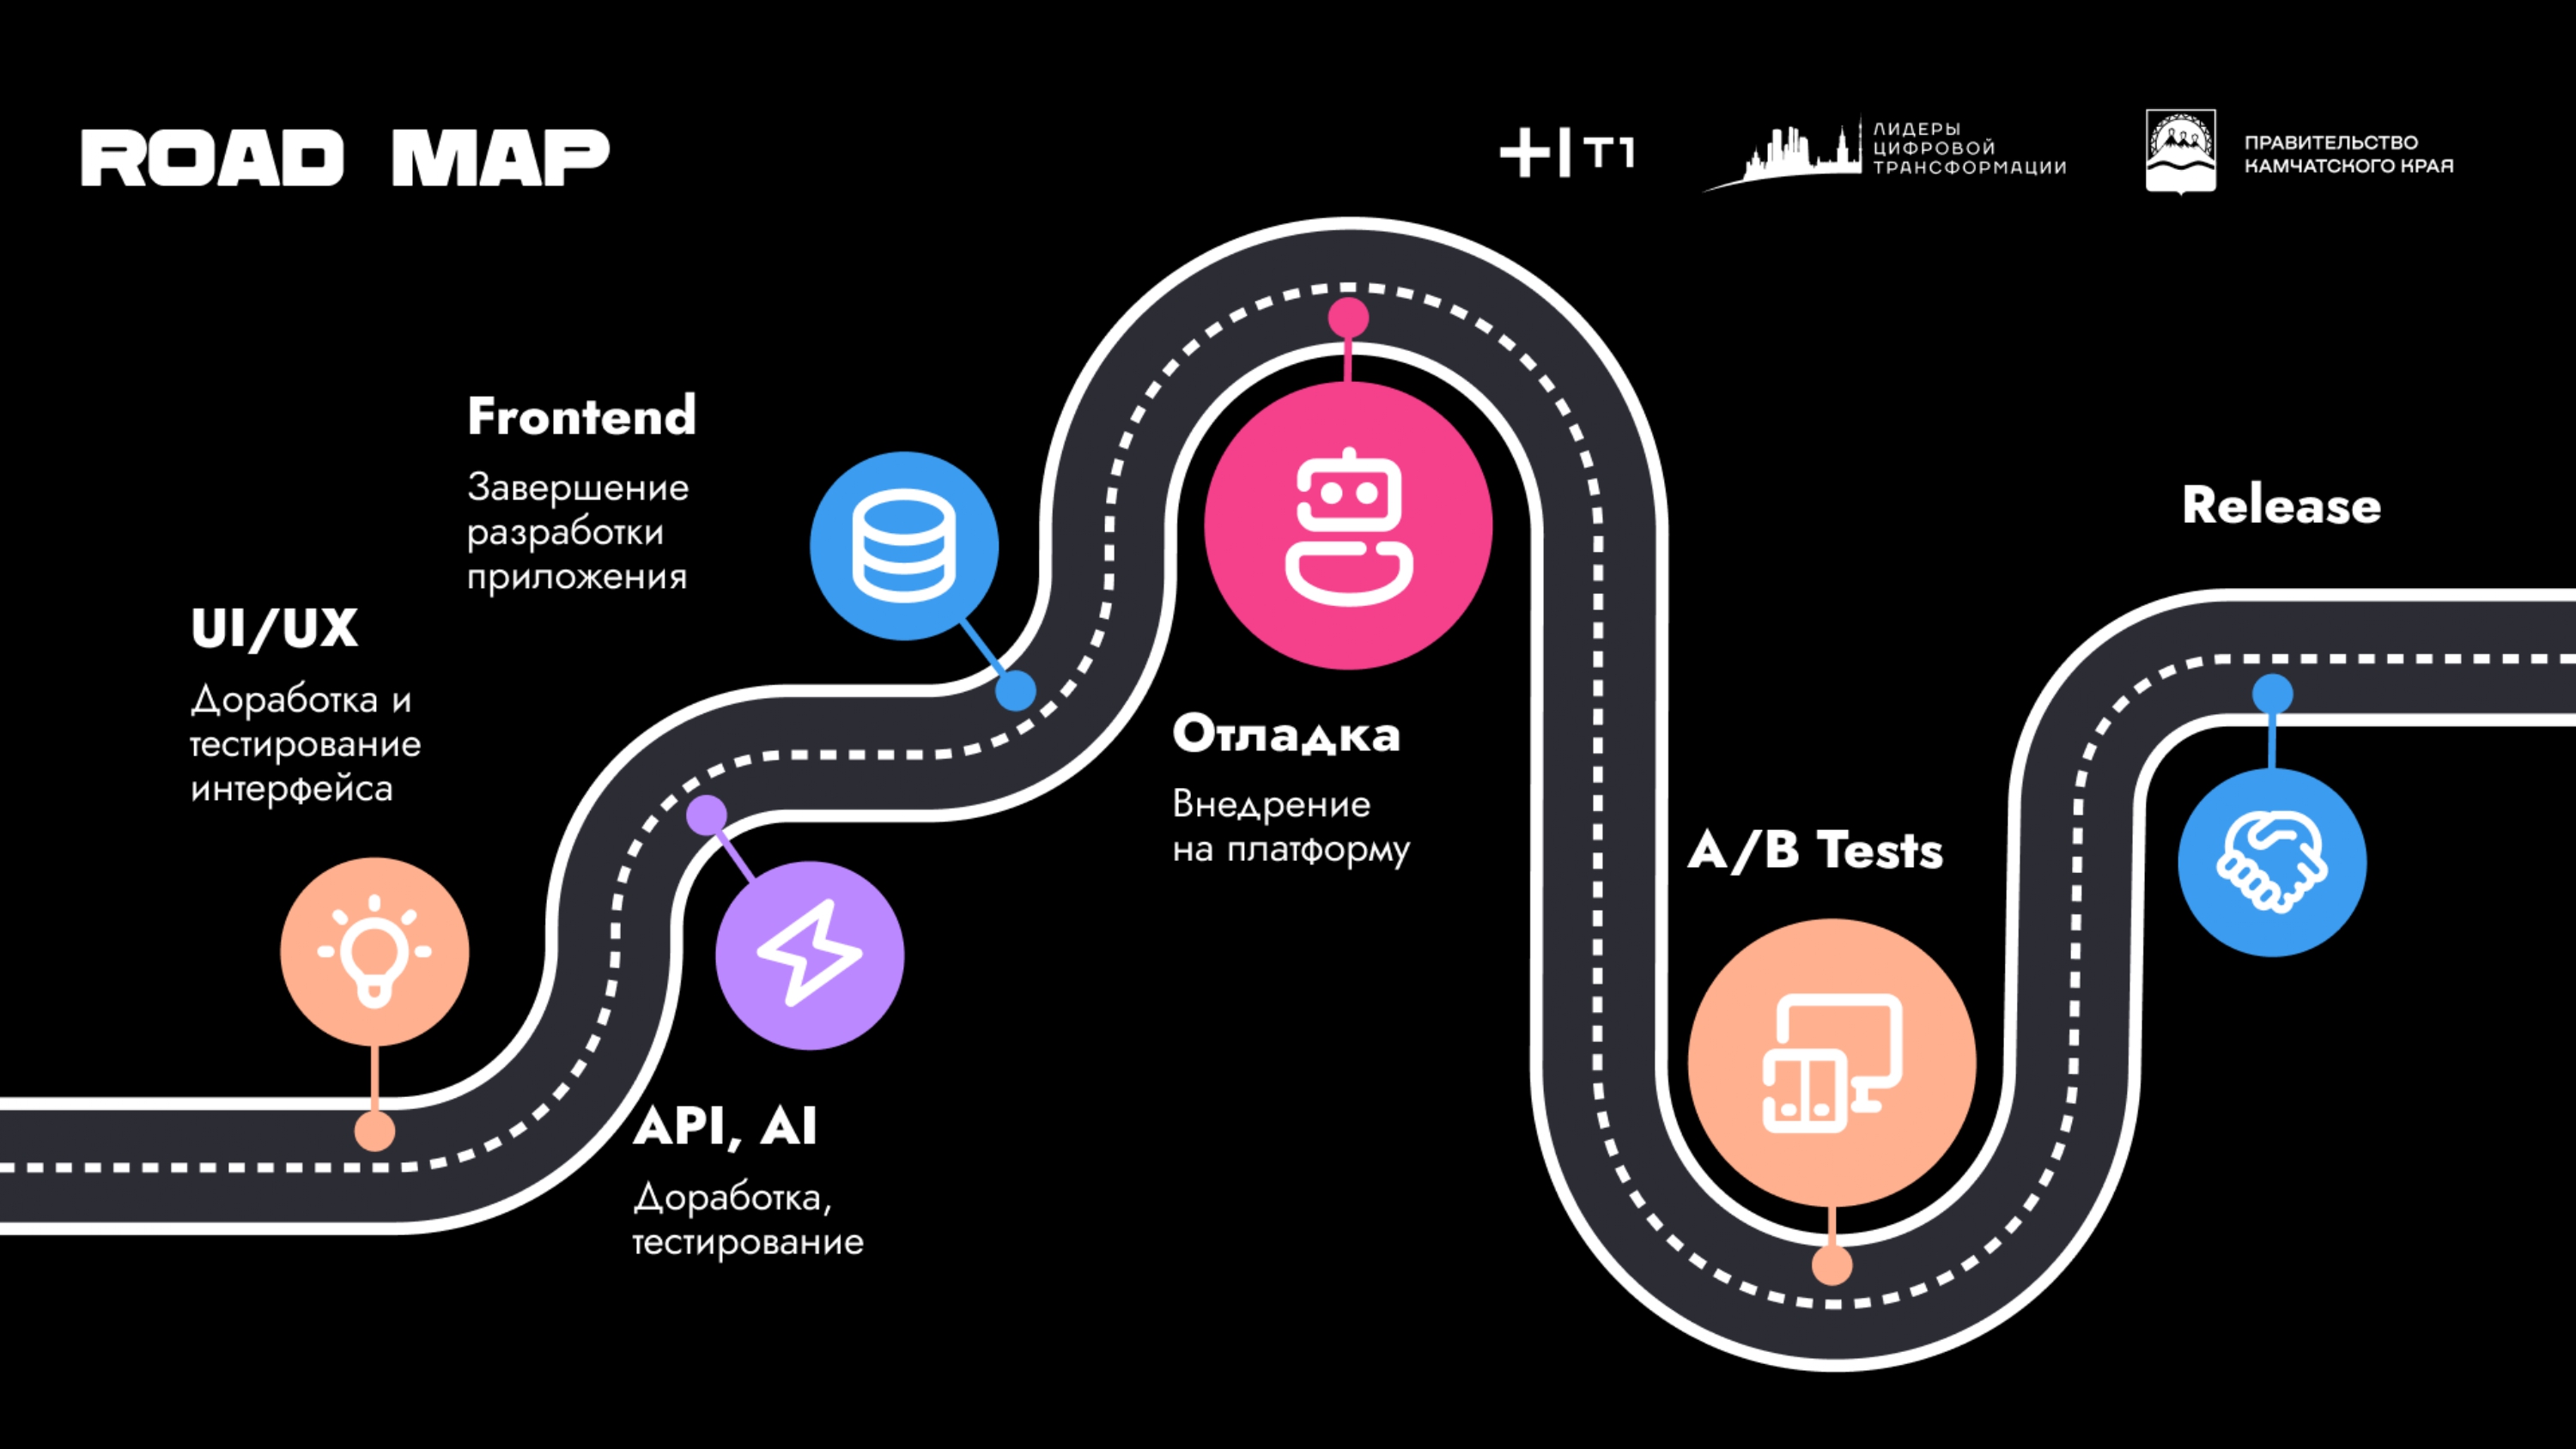 ROAD MAP
T1
ЛИДЕРЫ
ЦИФРОВОЙ
ТРАНСФОРМАЦИИ
ПРАВИТЕЛЬСТВО
КАМЧАТСКОГО КРАЯ
UI/UX
Доработка и
тестирование
интерфейса
API, AI
Доработка,
тестирование
Frontend
Завершение
разработки
приложения
Отладка
Внедрение
на платформу
A/B Tests
Release